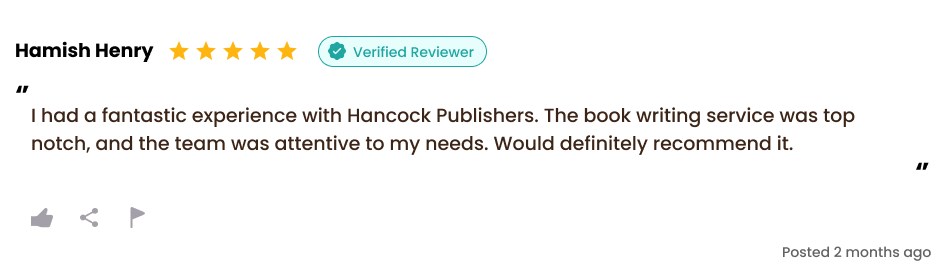 Hamish Henry Verified Reviewer
"
I had a fantastic experience with Hancock Publishers. The book writing service was top
notch, and the team was attentive to my needs. Would definitely recommend it.
"
Posted 2 months ago